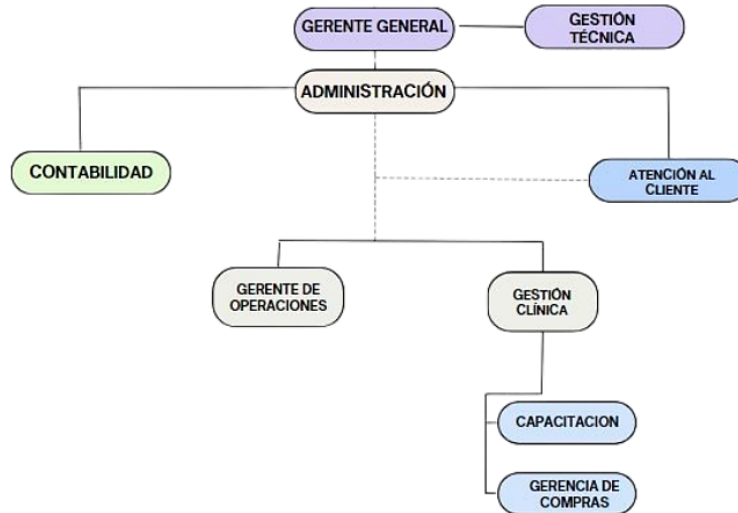 GERENTE GENERAL
GESTIÓN
TÉCNICA
ADMINISTRACIÓN
CONTABILIDAD
ATENCIÓN AL
CLIENTE
GERENTE DE
OPERACIONES
GESTIÓN
CLÍNICA
CAPACITACION
GERENCIA DE
COMPRAS